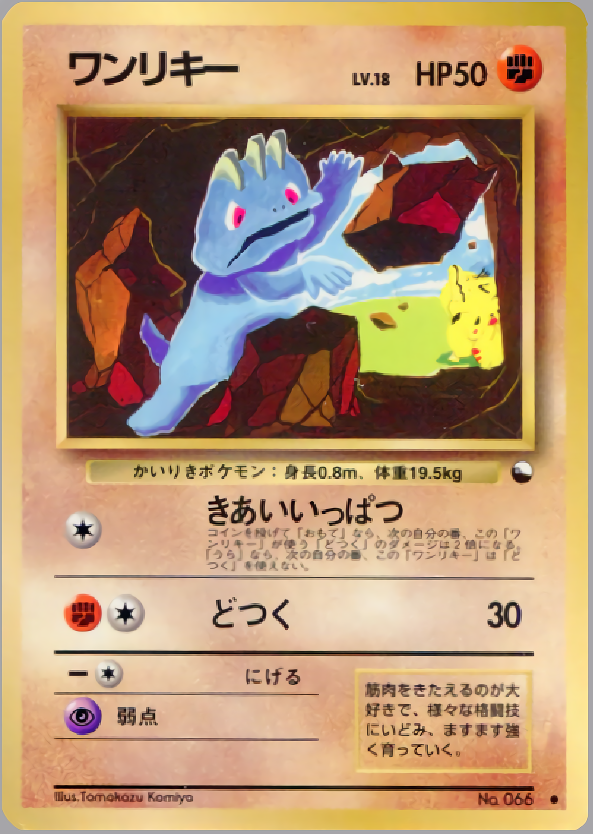 ワンリキー LV.18 HP50
かいりきポケモン：身長0.8m、体重19.5kg
きあいいっぱつ
コインを投げて「おもて」なら、次の自分の番、この「ワ
ンリキー」が使う「どつく」のダメージは2倍になる。
「うら」なら、次の自分の番、この「ワンリキー」は「ど
つく」を使えない。
どつく 30
にげる
弱点
筋肉をきたえるのが大
好きで、様々な格闘技
にいどみ、ますます強
く育っていく。
Illus.Tomokazu Komiya No. 066